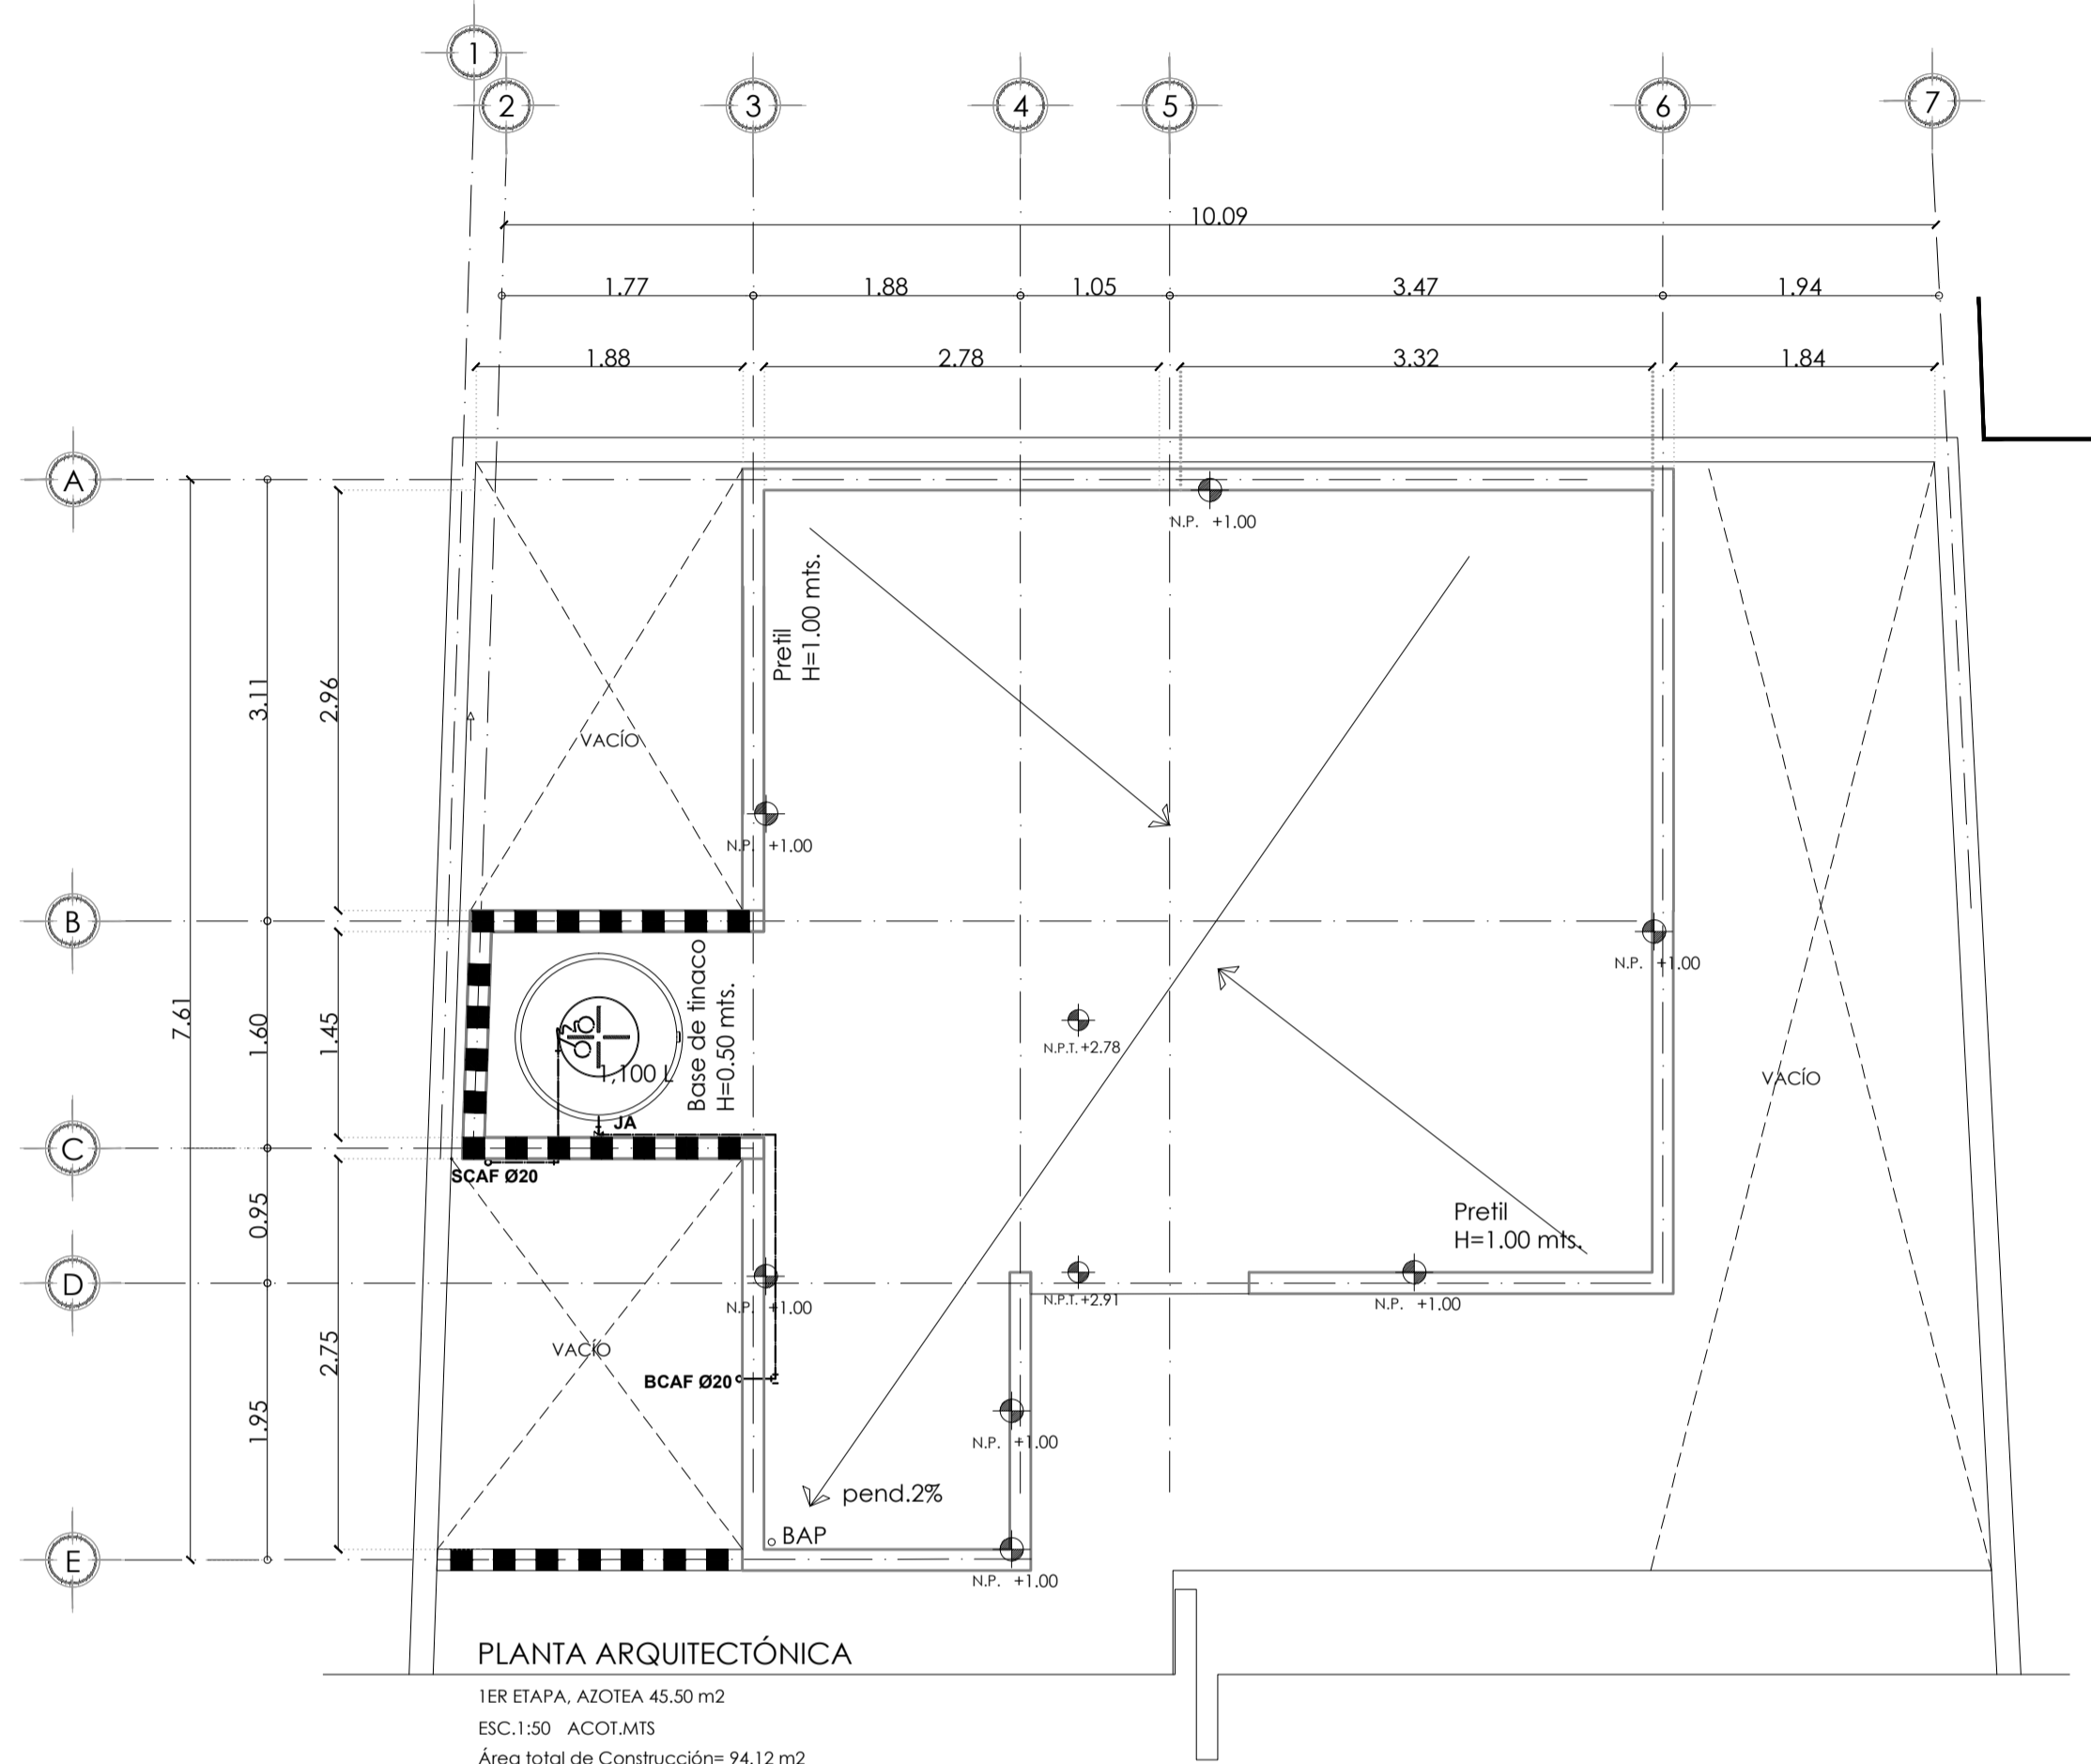 1
2
3
4
5
6
7
10.09
1.77
1.88
1.05
3.47
1.94
1.88
2.78
3.32
1.84
A
N.P. +1.00
Pretil
H=1.00 mts.
3.11
2.96
VACÍO
N.P. +1.00
B
N.P. +1.00
Base de tinaco
H=0.50 mts.
7.61
1.60
1.45
N.P.T. +2.78
1,100 L
VACÍO
JA
C
SCAF Ø20
0.95
Pretil
H=1.00 mts.
D
N.P. +1.00
N.P.T. +2.91
N.P. +1.00
2.75
VACÍO
BCAF Ø20
1.95
N.P. +1.00
pend.2%
BAP
E
N.P. +1.00
PLANTA ARQUITECTÓNICA
1ER ETAPA, AZOTEA 45.50 m2
ESC.1:50 ACOT.MTS
Área total de Construcción= 94.12 m2